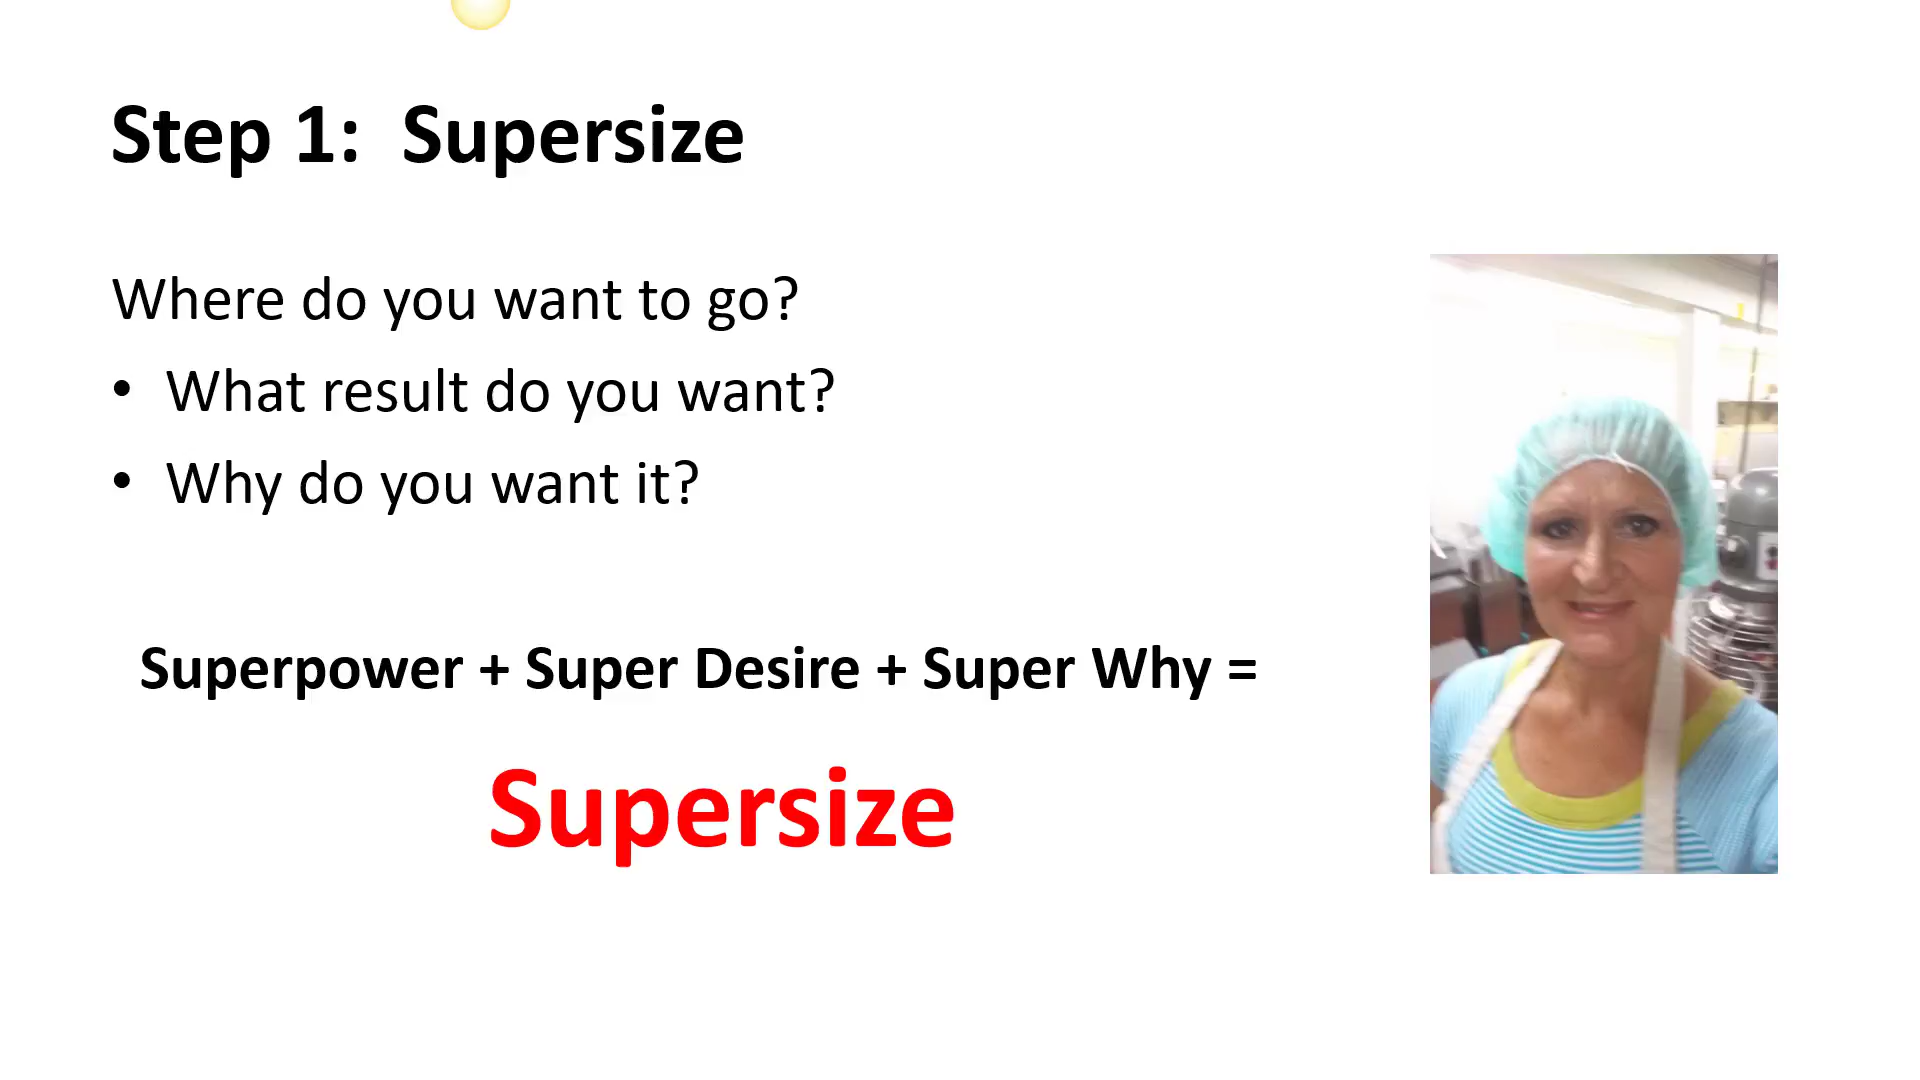 Step 1:  Supersize
Where do you want to go?
• What result do you want?
• Why do you want it?
Superpower + Super Desire + Super Why =
Supersize